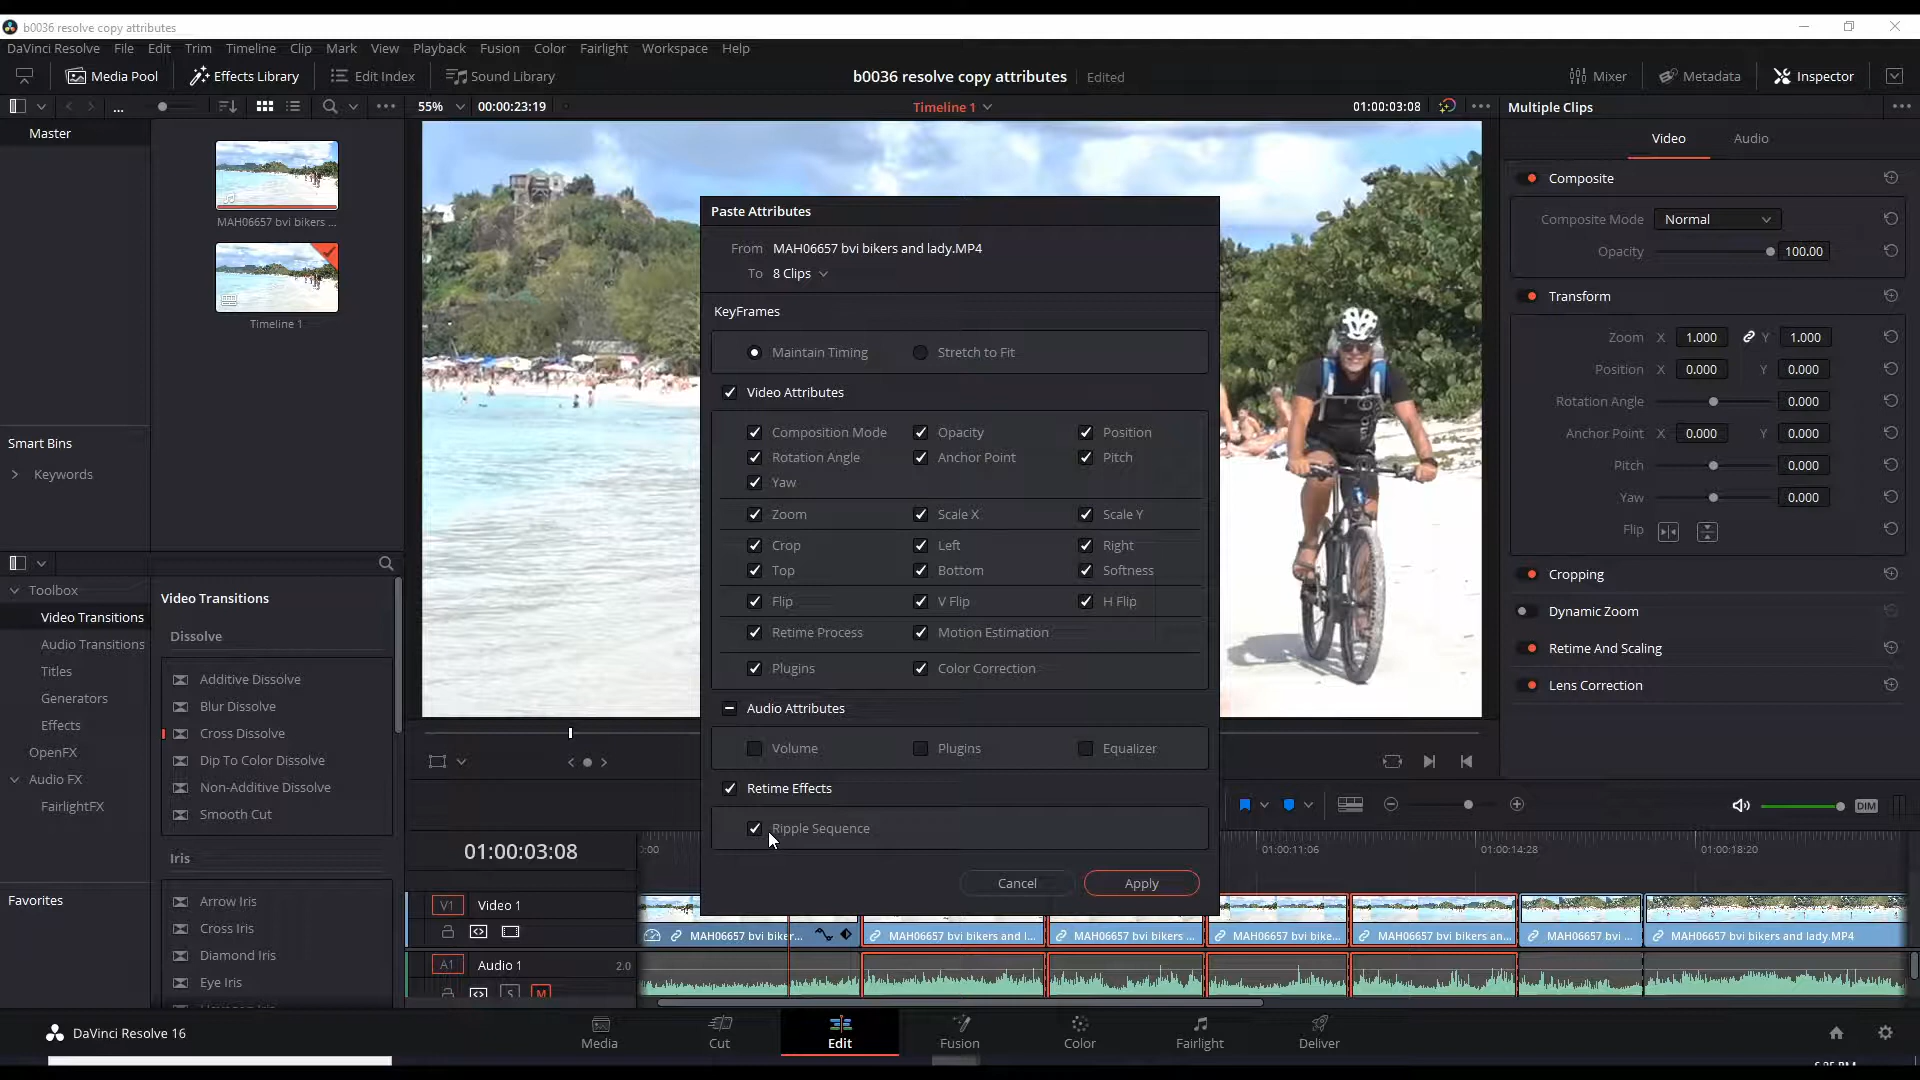 b0036 resolve copy attributes
DaVinci Resolve File Edit Trim Timeline Clip Mark View Playback Fusion Color Fairlight Workspace Help
Media Pool Effects Library Edit Index Sound Library b0036 resolve copy attributes Edited Mixer Metadata Inspector
... 55% 00:00:23:19 Timeline 1 01:00:03:08 Multiple Clips
Master
Video Audio
MAH06657 bvi bikers ...
Timeline 1
Smart Bins
Keywords
Composite
Composite Mode Normal
Opacity 100.00
Transform
Zoom X 1.000 Y 1.000
Position X 0.000 Y 0.000
Rotation Angle 0.000
Anchor Point X 0.000 Y 0.000
Pitch 0.000
Yaw 0.000
Flip
Cropping
Dynamic Zoom
Retime And Scaling
Lens Correction
Paste Attributes
From MAH06657 bvi bikers and lady.MP4
To 8 Clips
KeyFrames
Maintain Timing Stretch to Fit
Video Attributes
Composition Mode Opacity Position
Rotation Angle Anchor Point Pitch
Yaw
Zoom Scale X Scale Y
Crop Left Right
Top Bottom Softness
Flip V Flip H Flip
Retime Process Motion Estimation
Plugins Color Correction
Audio Attributes
Volume Plugins Equalizer
Retime Effects
Ripple Sequence
Cancel Apply
Toolbox
Video Transitions
Audio Transitions
Titles
Generators
Effects
OpenFX
Audio FX
FairlightFX
Favorites
Video Transitions
Dissolve
Additive Dissolve
Blur Dissolve
Cross Dissolve
Dip To Color Dissolve
Non-Additive Dissolve
Smooth Cut
Iris
Arrow Iris
Cross Iris
Diamond Iris
Eye Iris
DIM
01:00:03:08 :00 01:00:11:06 01:00:14:28 01:00:18:20
V1 Video 1
MAH06657 bvi biker... MAH06657 bvi bikers and l... MAH06657 bvi bikers ... MAH06657 bvi bike... MAH06657 bvi bikers an... MAH06657 bvi ... MAH06657 bvi bikers and lady.MP4
A1 Audio 1 2.0
S M
DaVinci Resolve 16 Media Cut Edit Fusion Color Fairlight Deliver